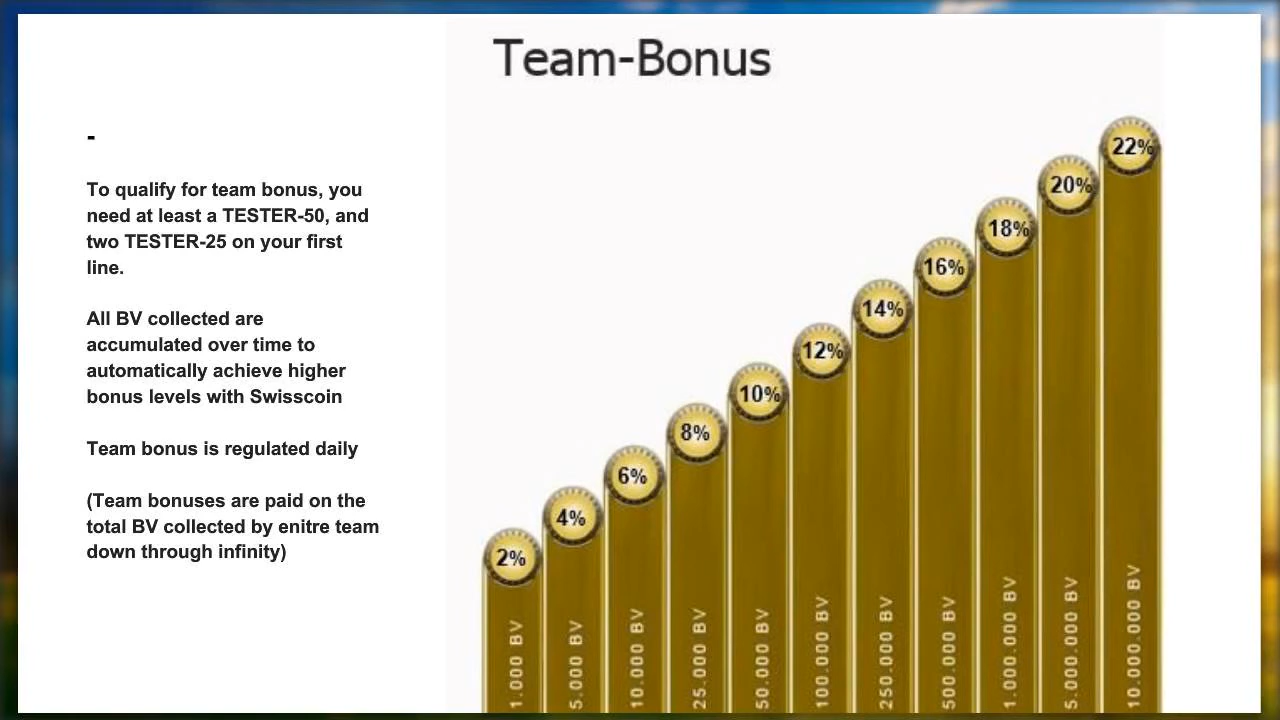 Team-Bonus
-
To qualify for team bonus, you
need at least a TESTER-50, and
two TESTER-25 on your first
line.
All BV collected are
accumulated over time to
automatically achieve higher
bonus levels with Swisscoin
Team bonus is regulated daily
(Team bonuses are paid on the
total BV collected by enitre team
down through infinity)
2%
4%
6%
8%
10%
12%
14%
16%
18%
20%
22%
1.000 BV
5.000 BV
10.000 BV
25.000 BV
50.000 BV
100.000 BV
250.000 BV
500.000 BV
1.000.000 BV
5.000.000 BV
10.000.000 BV